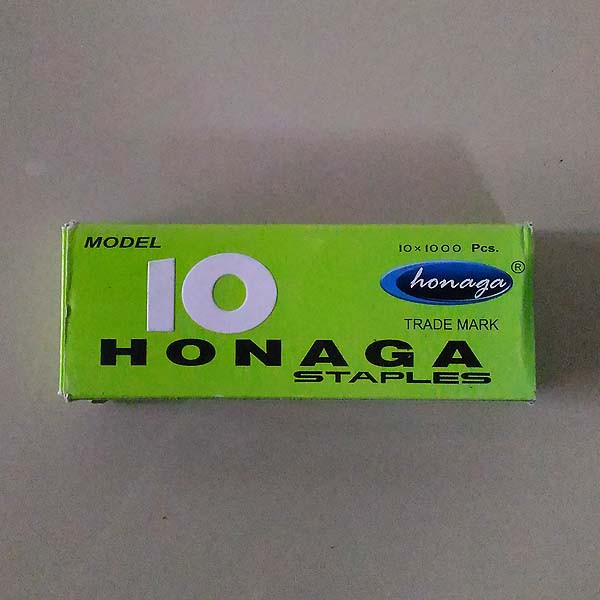 MODEL
10
10×1000 Pcs.
honaga ®
TRADE MARK
HONAGA
STAPLES